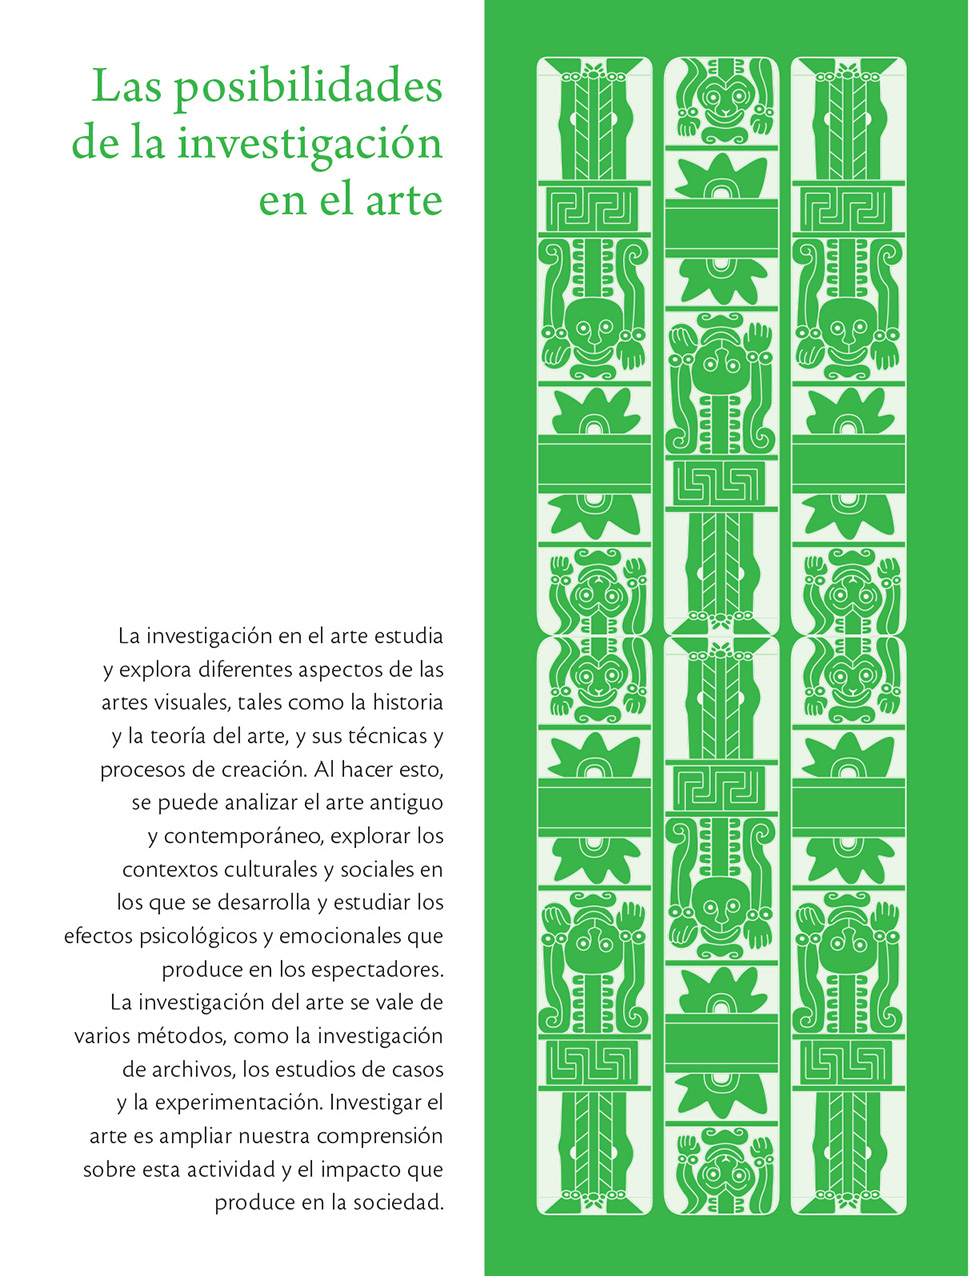 Las posibilidades
de la investigación
en el arte
La investigación en el arte estudia
y explora diferentes aspectos de las
artes visuales, tales como la historia
y la teoría del arte, y sus técnicas y
procesos de creación. Al hacer esto,
se puede analizar el arte antiguo
y contemporáneo, explorar los
contextos culturales y sociales en
los que se desarrolla y estudiar los
efectos psicológicos y emocionales que
produce en los espectadores.
La investigación del arte se vale de
varios métodos, como la investigación
de archivos, los estudios de casos
y la experimentación. Investigar el
arte es ampliar nuestra comprensión
sobre esta actividad y el impacto que
produce en la sociedad.